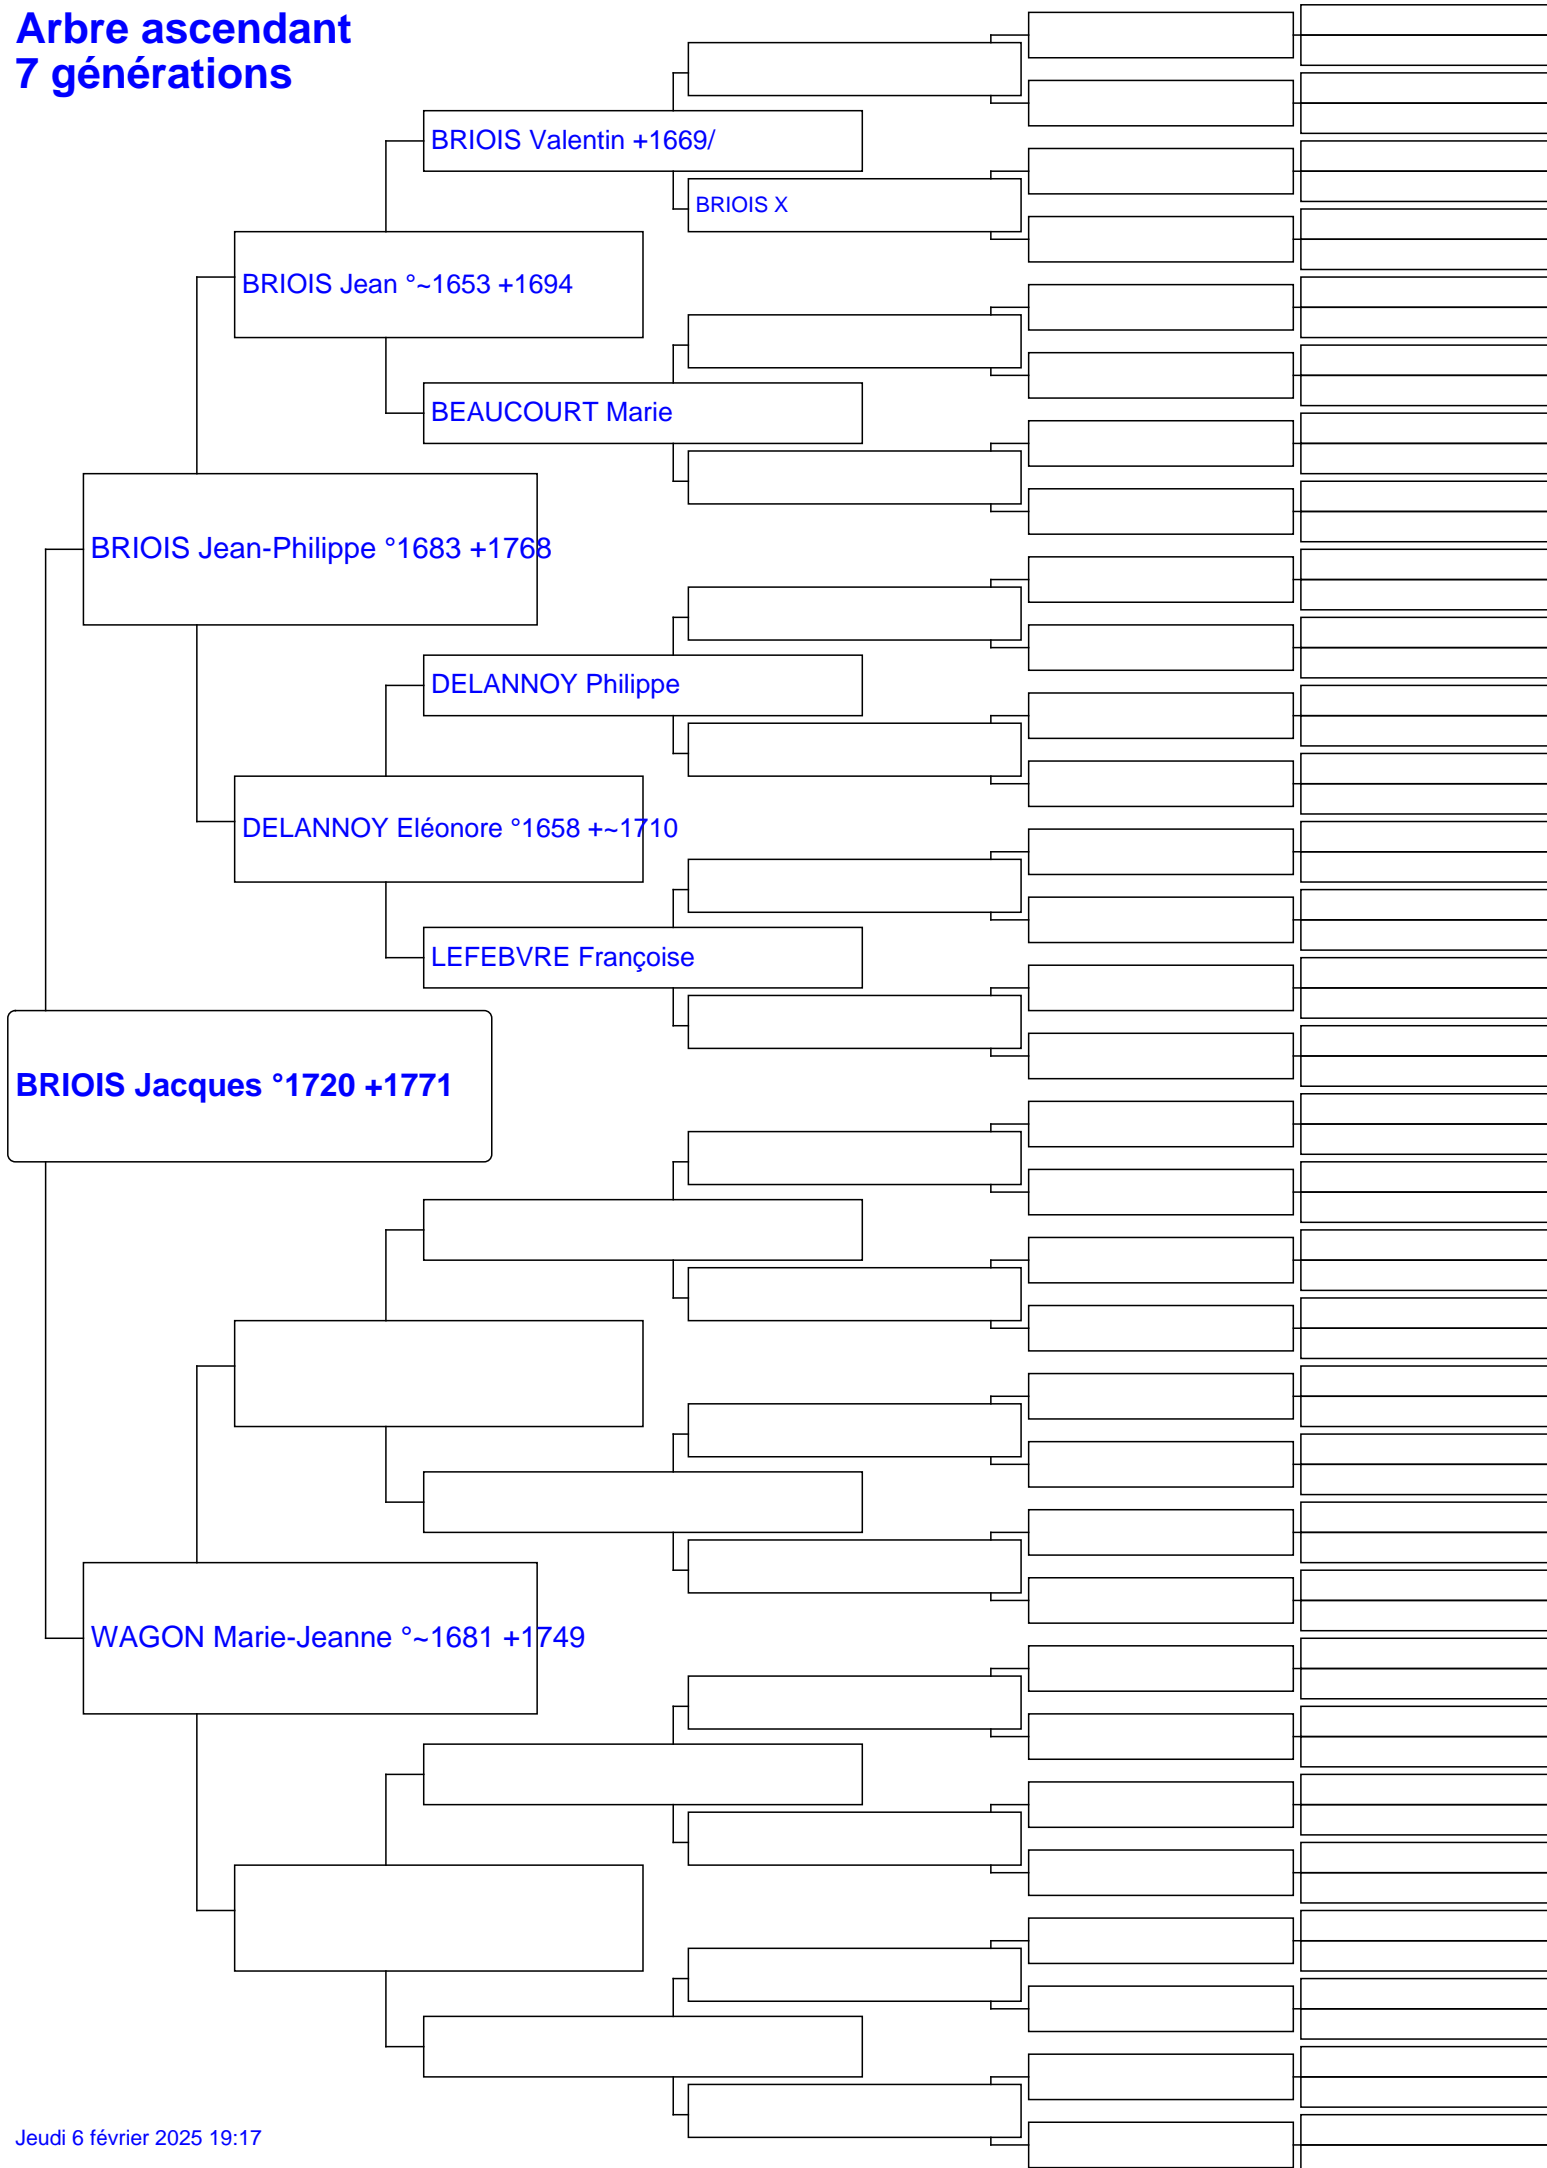 Arbre ascendant
7 générations
BRIOIS Valentin +1669/
BRIOIS X
BRIOIS Jean °~1653 +1694
BEAUCOURT Marie
BRIOIS Jean-Philippe °1683 +1768
DELANNOY Philippe
DELANNOY Eléonore °1658 +~1710
LEFEBVRE Françoise
BRIOIS Jacques °1720 +1771
WAGON Marie-Jeanne °~1681 +1749
Jeudi 6 février 2025 19:17